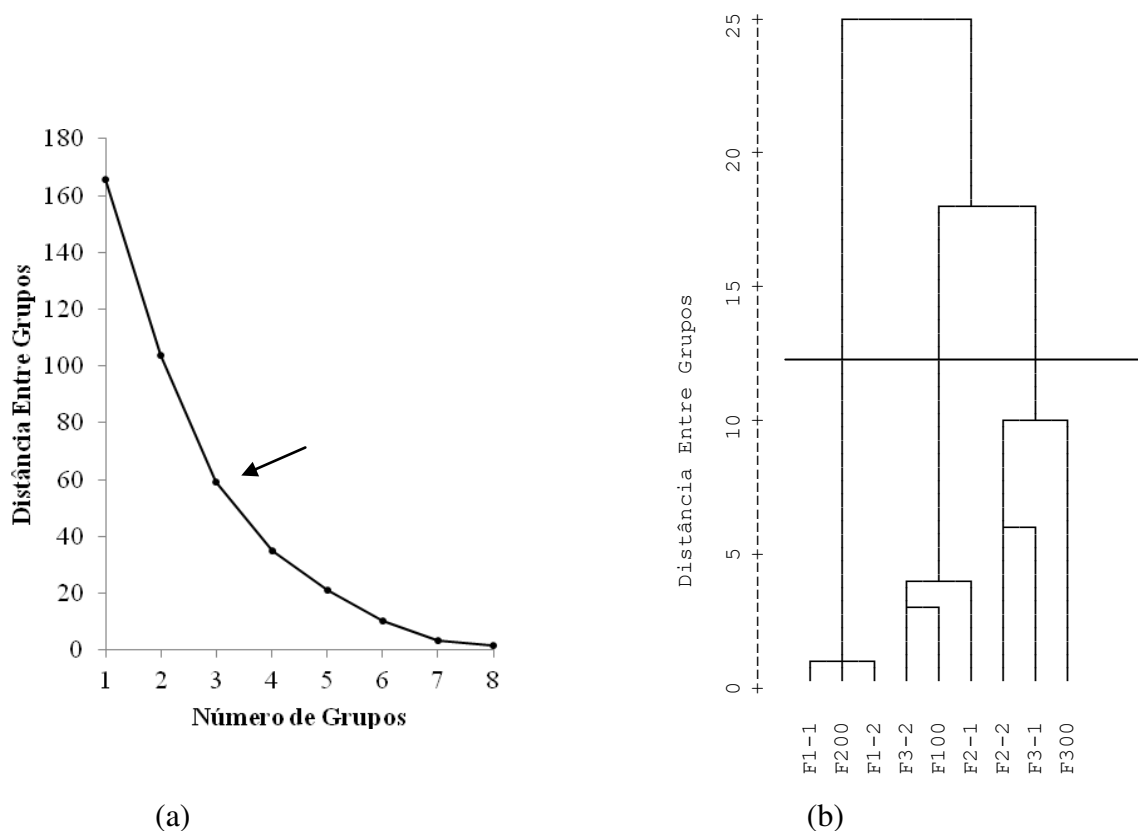 180
160
140
120
100
80
60
40
20
0
Distância Entre Grupos
1 2 3 4 5 6 7 8
Número de Grupos
(a)
25
20
15
10
5
0
Distância Entre Grupos
F1-1
F200
F1-2
F3-2
F100
F2-1
F2-2
F3-1
F300
(b)